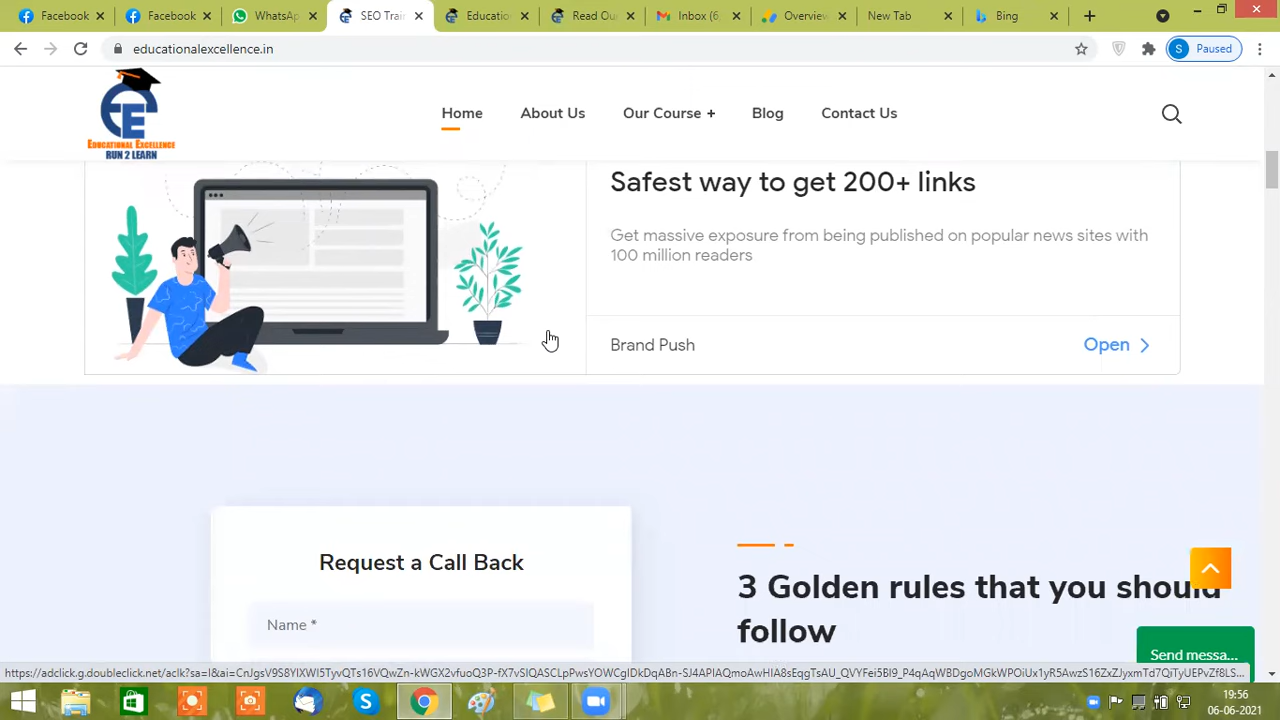 Facebook
Facebook
WhatsAp
SEO Trai
Educatio
Read Ou
Inbox (6
Overview
New Tab
Bing
educationalexcellence.in
S Paused
EDUCATIONAL EXCELLENCE
RUN 2 LEARN
Home
About Us
Our Course +
Blog
Contact Us
Safest way to get 200+ links
Get massive exposure from being published on popular news sites with
100 million readers
Brand Push
Open
Request a Call Back
Name *
3 Golden rules that you should
follow
Send messa...
19:56
06-06-2021